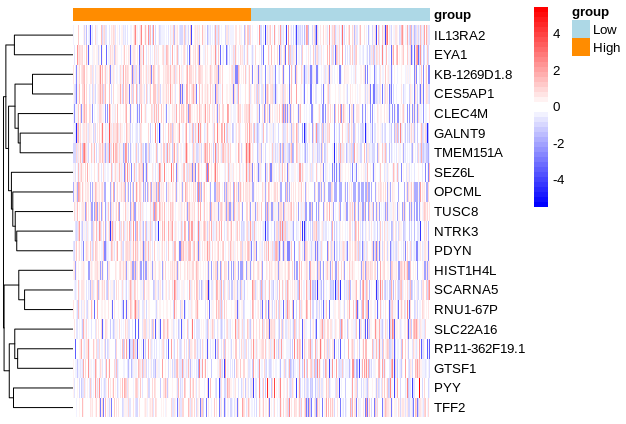 group
IL13RA2
EYA1
KB-1269D1.8
CES5AP1
CLEC4M
GALNT9
TMEM151A
SEZ6L
OPCML
TUSC8
NTRK3
PDYN
HIST1H4L
SCARNA5
RNU1-67P
SLC22A16
RP11-362F19.1
GTSF1
PYY
TFF2
4
2
0
-2
-4
group
Low
High